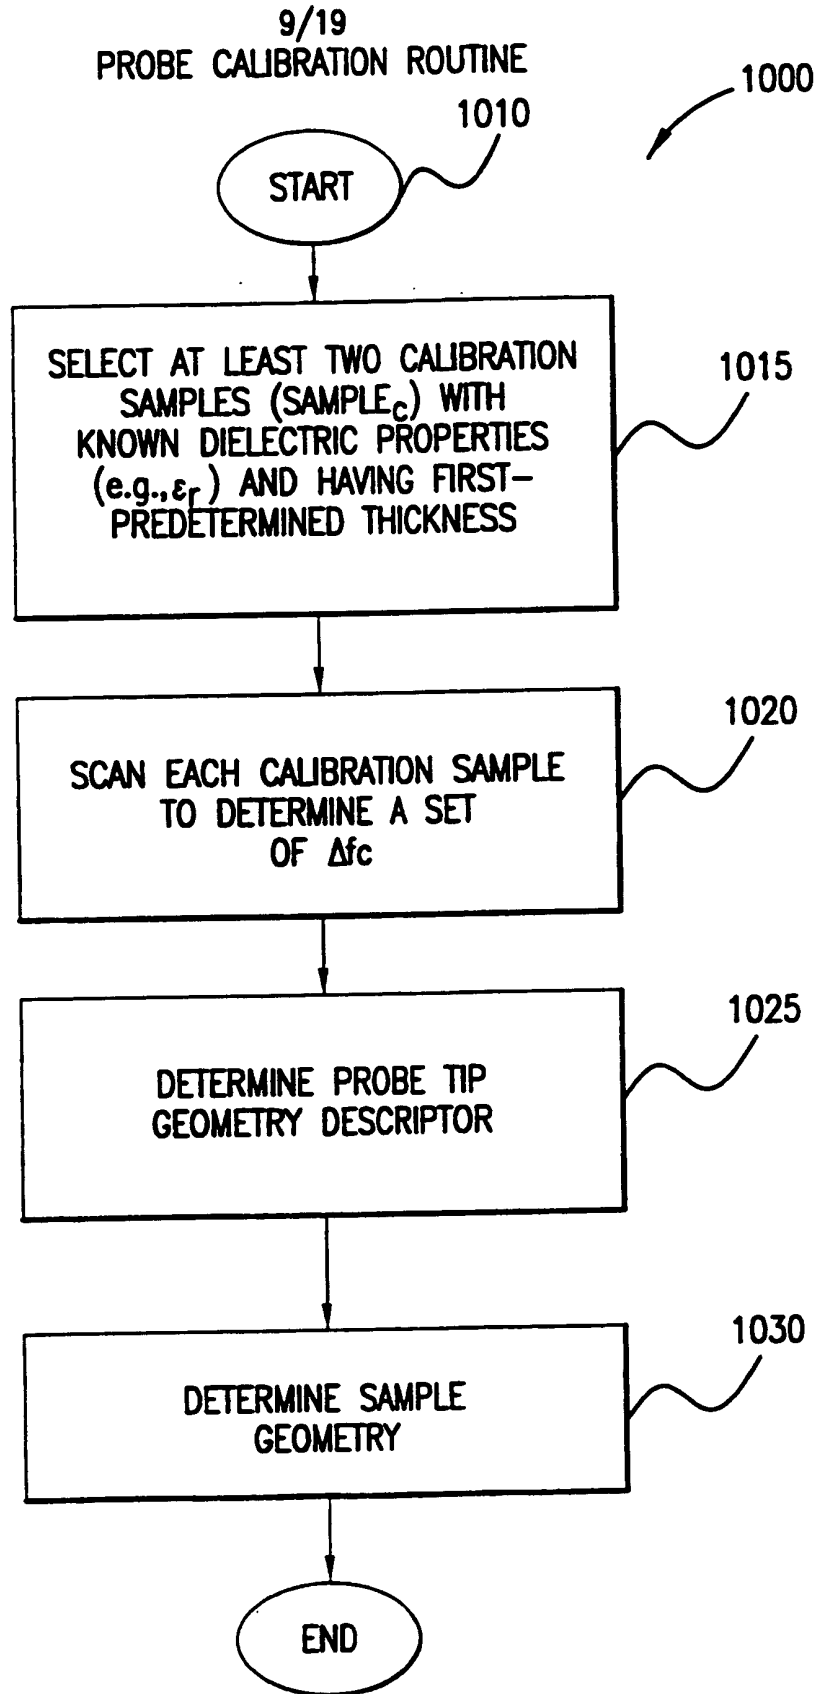 9/19
PROBE CALIBRATION ROUTINE
1000
1010
START
SELECT AT LEAST TWO CALIBRATION
SAMPLES (SAMPLEC) WITH
KNOWN DIELECTRIC PROPERTIES
(e.g., εr) AND HAVING FIRST-
PREDETERMINED THICKNESS
1015
SCAN EACH CALIBRATION SAMPLE
TO DETERMINE A SET
OF Δfc
1020
DETERMINE PROBE TIP
GEOMETRY DESCRIPTOR
1025
DETERMINE SAMPLE
GEOMETRY
1030
END